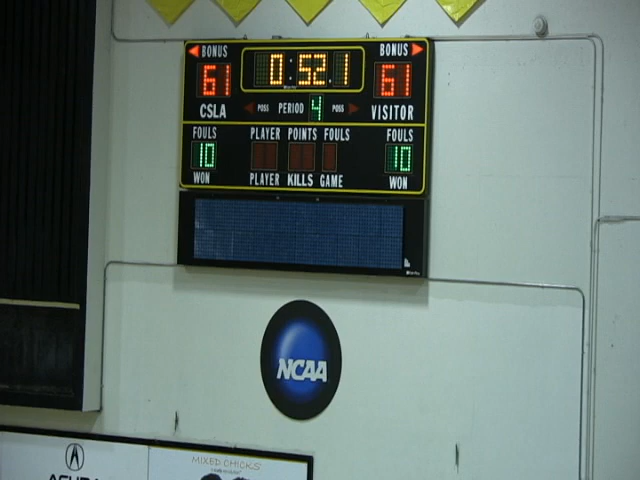 BONUS BONUS
61 0:52.1 61
CSLA POSS PERIOD 4 POSS VISITOR
FOULS PLAYER POINTS FOULS FOULS
10 10
WON PLAYER KILLS GAME WON
NCAA
ACURA
MIXED CHICKS